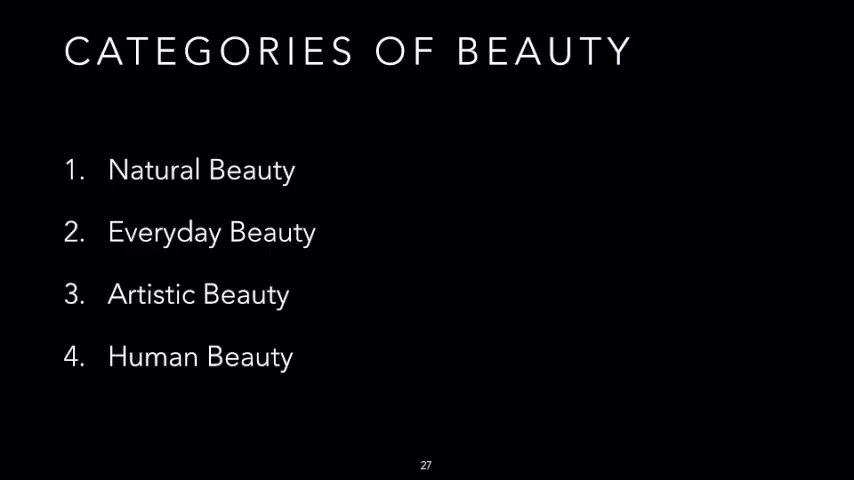 CATEGORIES OF BEAUTY
1. Natural Beauty
2. Everyday Beauty
3. Artistic Beauty
4. Human Beauty
27